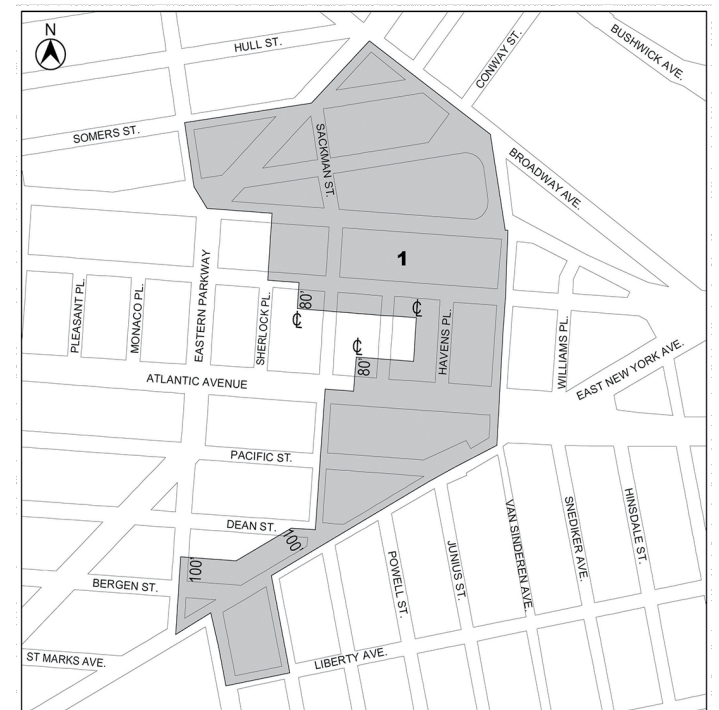 N
HULL ST.
CONWAY ST.
BUSHWICK AVE.
SOMERS ST.
SACKMAN ST.
BROADWAY AVE.
1
EASTERN PARKWAY
PLEASANT PL.
MONACO PL.
SHERLOCK PL.
80'
℄
℄
℄
80'
HAVENS PL.
WILLIAMS PL.
EAST NEW YORK AVE.
ATLANTIC AVENUE
PACIFIC ST.
DEAN ST.
100'
100'
BERGEN ST.
POWELL ST.
JUNIUS ST.
VAN SINDEREN AVE.
SNEDIKER AVE.
HINSDALE ST.
ST MARKS AVE.
LIBERTY AVE.